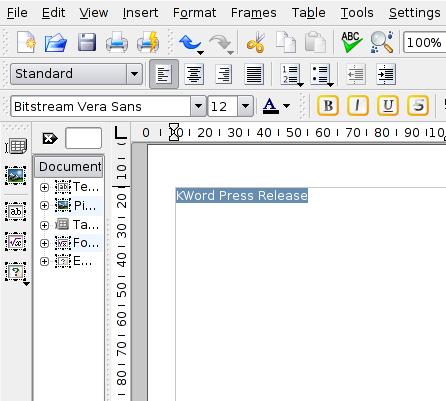 File Edit View Insert Format Frames Table Tools Settings
ABC 100%
Standard
Bitstream Vera Sans 12 A B I U S
0 10 20 30 40 50 60 70 80 90 10
Document
Te...
Pi...
Ta...
Fo...
E...
KWord Press Release
10
20
30
40
50
60
70
80